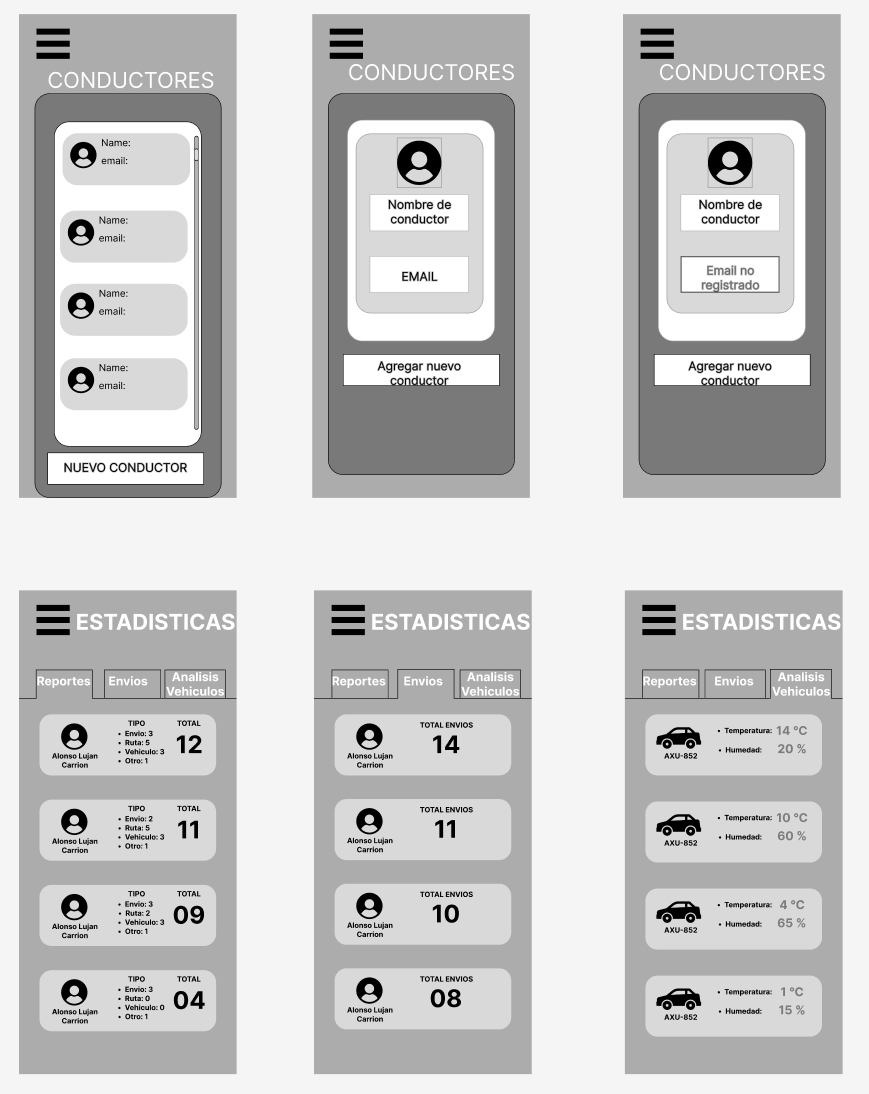 CONDUCTORES
Name:
email:
Name:
email:
Name:
email:
Name:
email:
NUEVO CONDUCTOR
CONDUCTORES
Nombre de
conductor
EMAIL
Agregar nuevo
conductor
CONDUCTORES
Nombre de
conductor
Email no
registrado
Agregar nuevo
conductor
ESTADISTICAS
Reportes
Envios
Analisis
Vehiculos
Alonso Lujan
Carrion
TIPO
• Envio: 3
• Ruta: 5
• Vehiculo: 3
• Otro: 1
TOTAL
12
Alonso Lujan
Carrion
TIPO
• Envio: 2
• Ruta: 5
• Vehiculo: 3
• Otro: 1
TOTAL
11
Alonso Lujan
Carrion
TIPO
• Envio: 3
• Ruta: 2
• Vehiculo: 3
• Otro: 1
TOTAL
09
Alonso Lujan
Carrion
TIPO
• Envio: 3
• Ruta: 0
• Vehiculo: 0
• Otro: 1
TOTAL
04
ESTADISTICAS
Reportes
Envios
Analisis
Vehiculos
Alonso Lujan
Carrion
TOTAL ENVIOS
14
Alonso Lujan
Carrion
TOTAL ENVIOS
11
Alonso Lujan
Carrion
TOTAL ENVIOS
10
Alonso Lujan
Carrion
TOTAL ENVIOS
08
ESTADISTICAS
Reportes
Envios
Analisis
Vehiculos
AXU-852
• Temperatura: 14 °C
• Humedad: 20 %
AXU-852
• Temperatura: 10 °C
• Humedad: 60 %
AXU-852
• Temperatura: 4 °C
• Humedad: 65 %
AXU-852
• Temperatura: 1 °C
• Humedad: 15 %